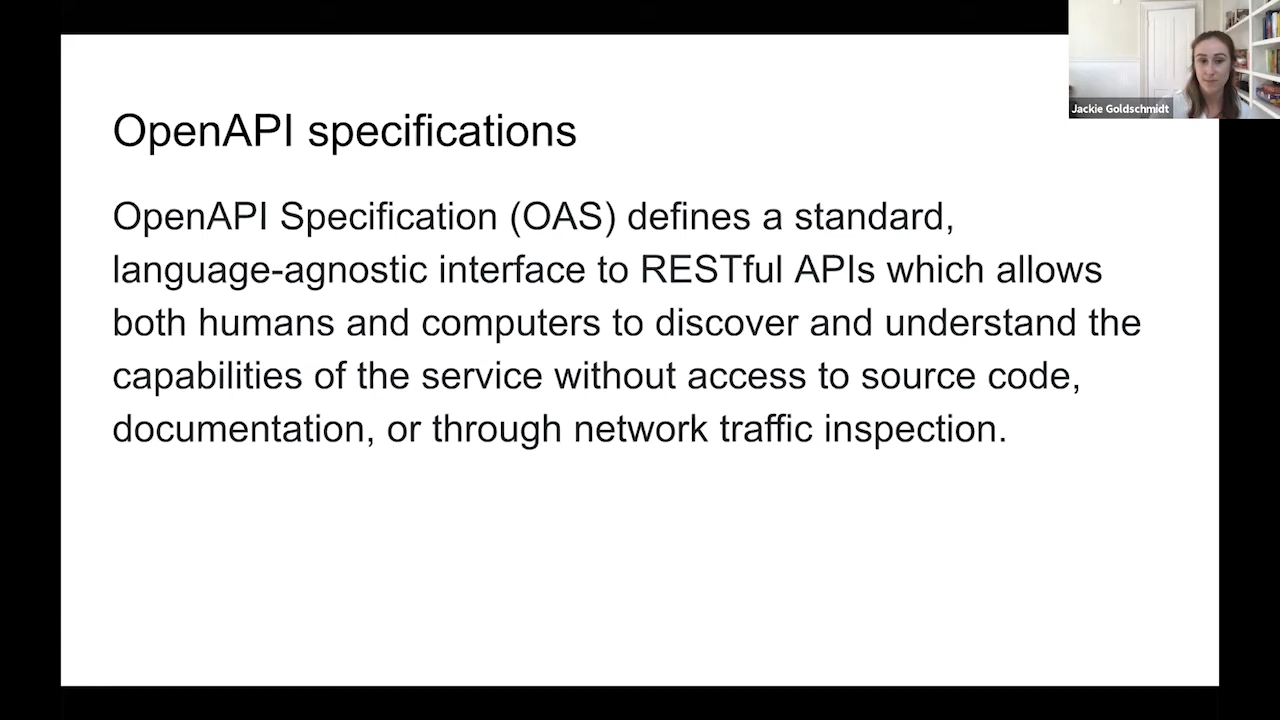 OpenAPI specifications
OpenAPI Specification (OAS) defines a standard,
language-agnostic interface to RESTful APIs which allows
both humans and computers to discover and understand the
capabilities of the service without access to source code,
documentation, or through network traffic inspection.
Jackie Goldschmidt